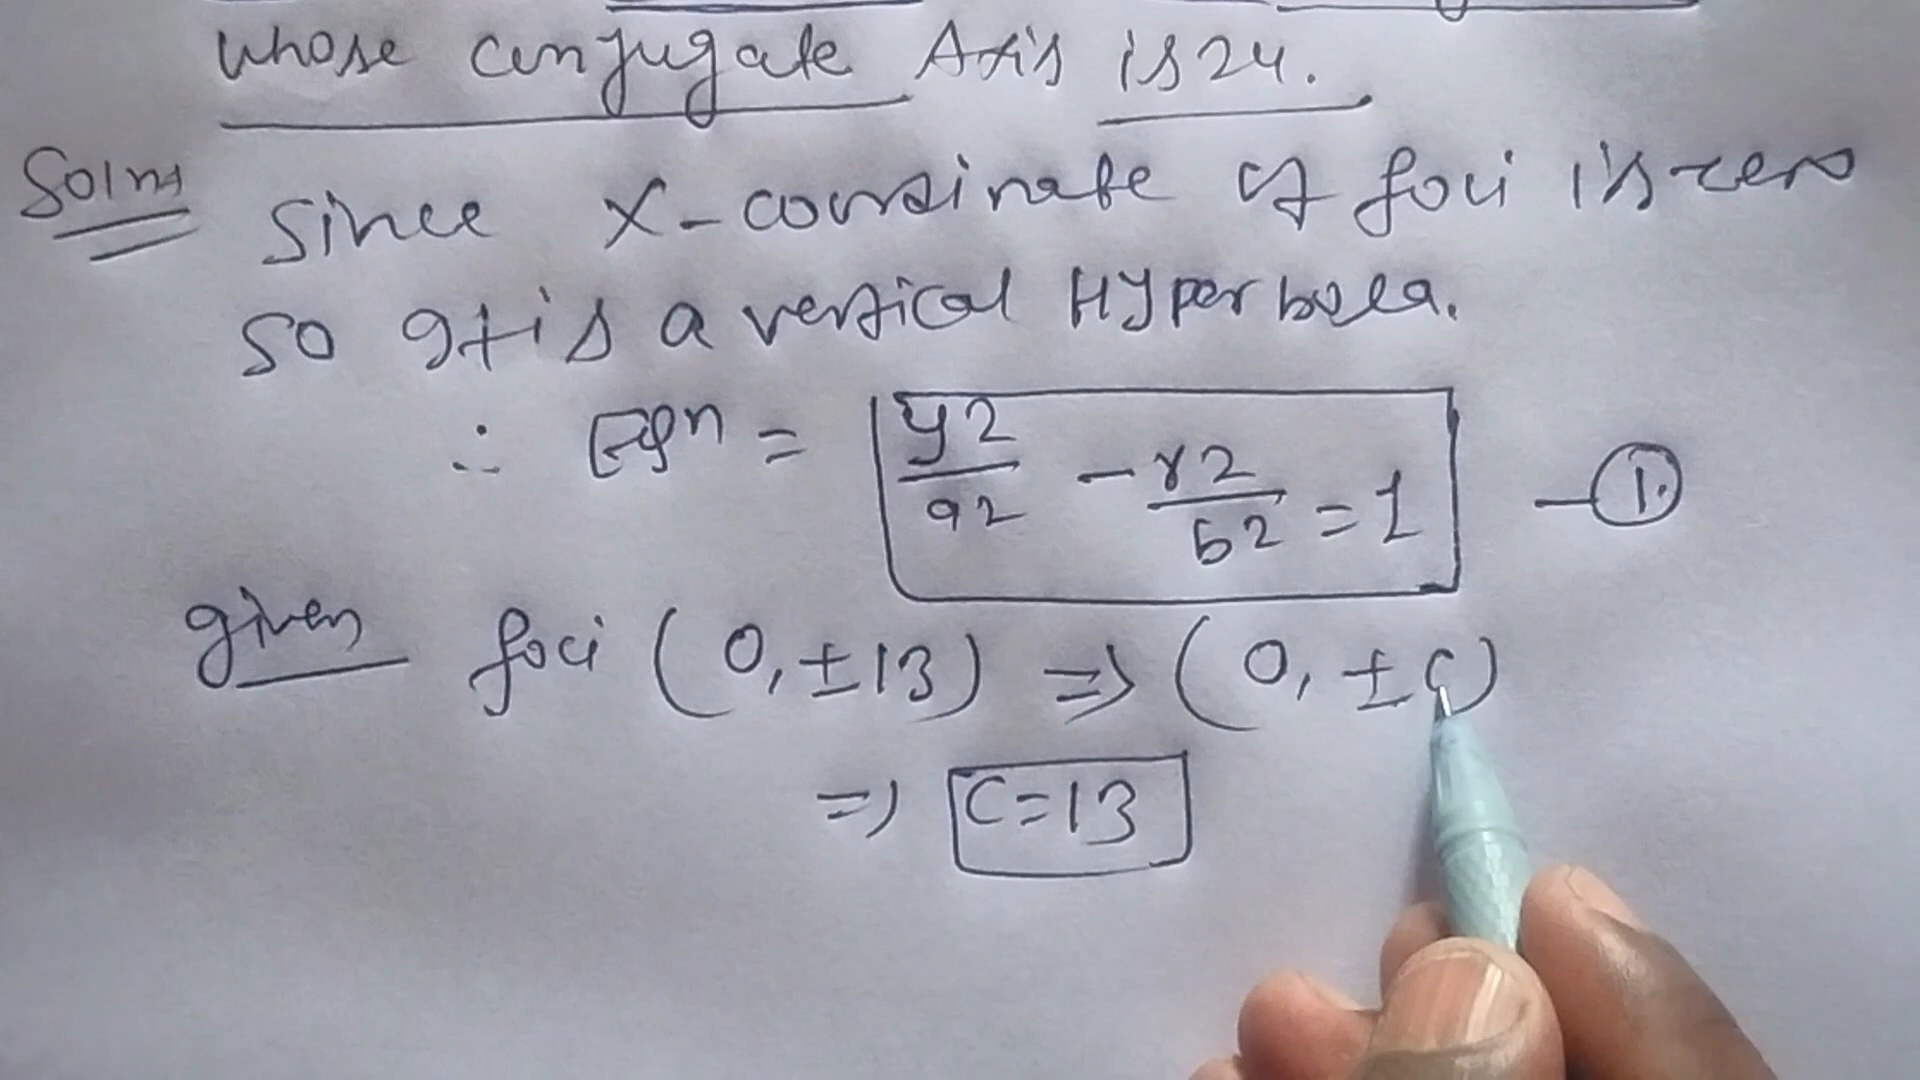 whose conjugate Axis is 24.
Soln
Since x-coordinate of foci is zero
so It is a vertical Hyperbola.
∴ Eqn = y2/a2 - x2/b2 = 1 — (1.)
given foci (0, ±13) => (0, ±c)
=> C=13